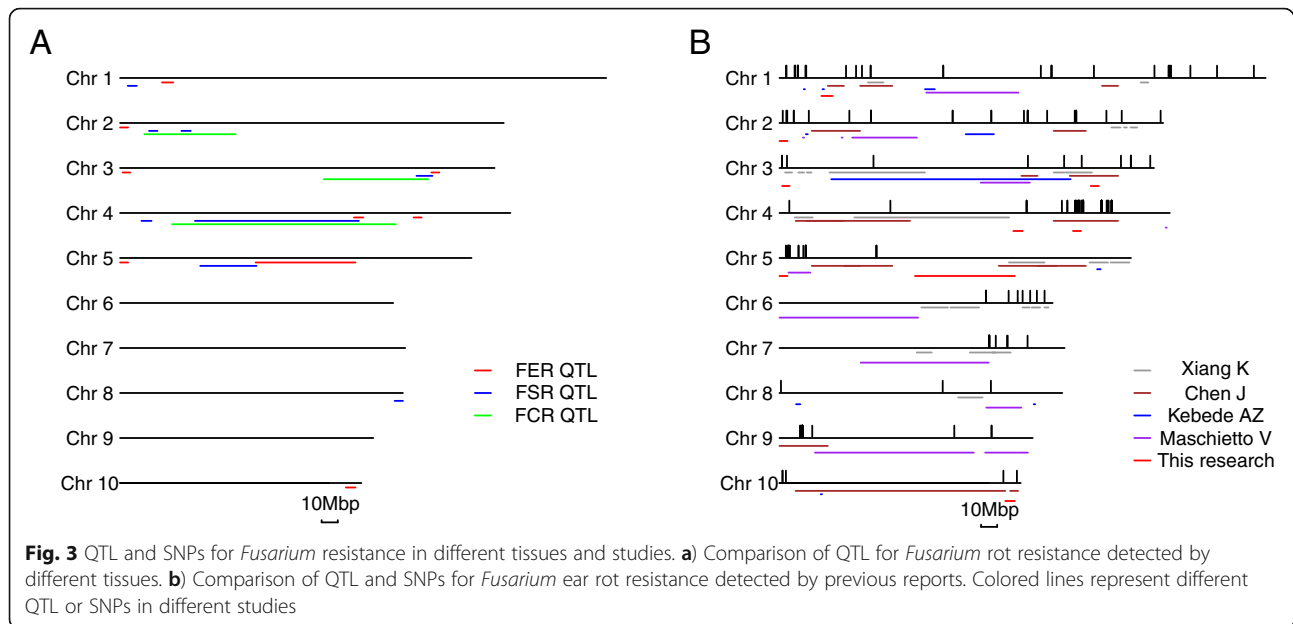 A
Chr 1
Chr 2
Chr 3
Chr 4
Chr 5
Chr 6
Chr 7
Chr 8
Chr 9
Chr 10
FER QTL
FSR QTL
FCR QTL
10Mbp
B
Chr 1
Chr 2
Chr 3
Chr 4
Chr 5
Chr 6
Chr 7
Chr 8
Chr 9
Chr 10
Xiang K
Chen J
Kebede AZ
Maschietto V
This research
10Mbp
Fig. 3 QTL and SNPs for Fusarium resistance in different tissues and studies. a) Comparison of QTL for Fusarium rot resistance detected by
different tissues. b) Comparison of QTL and SNPs for Fusarium ear rot resistance detected by previous reports. Colored lines represent different
QTL or SNPs in different studies